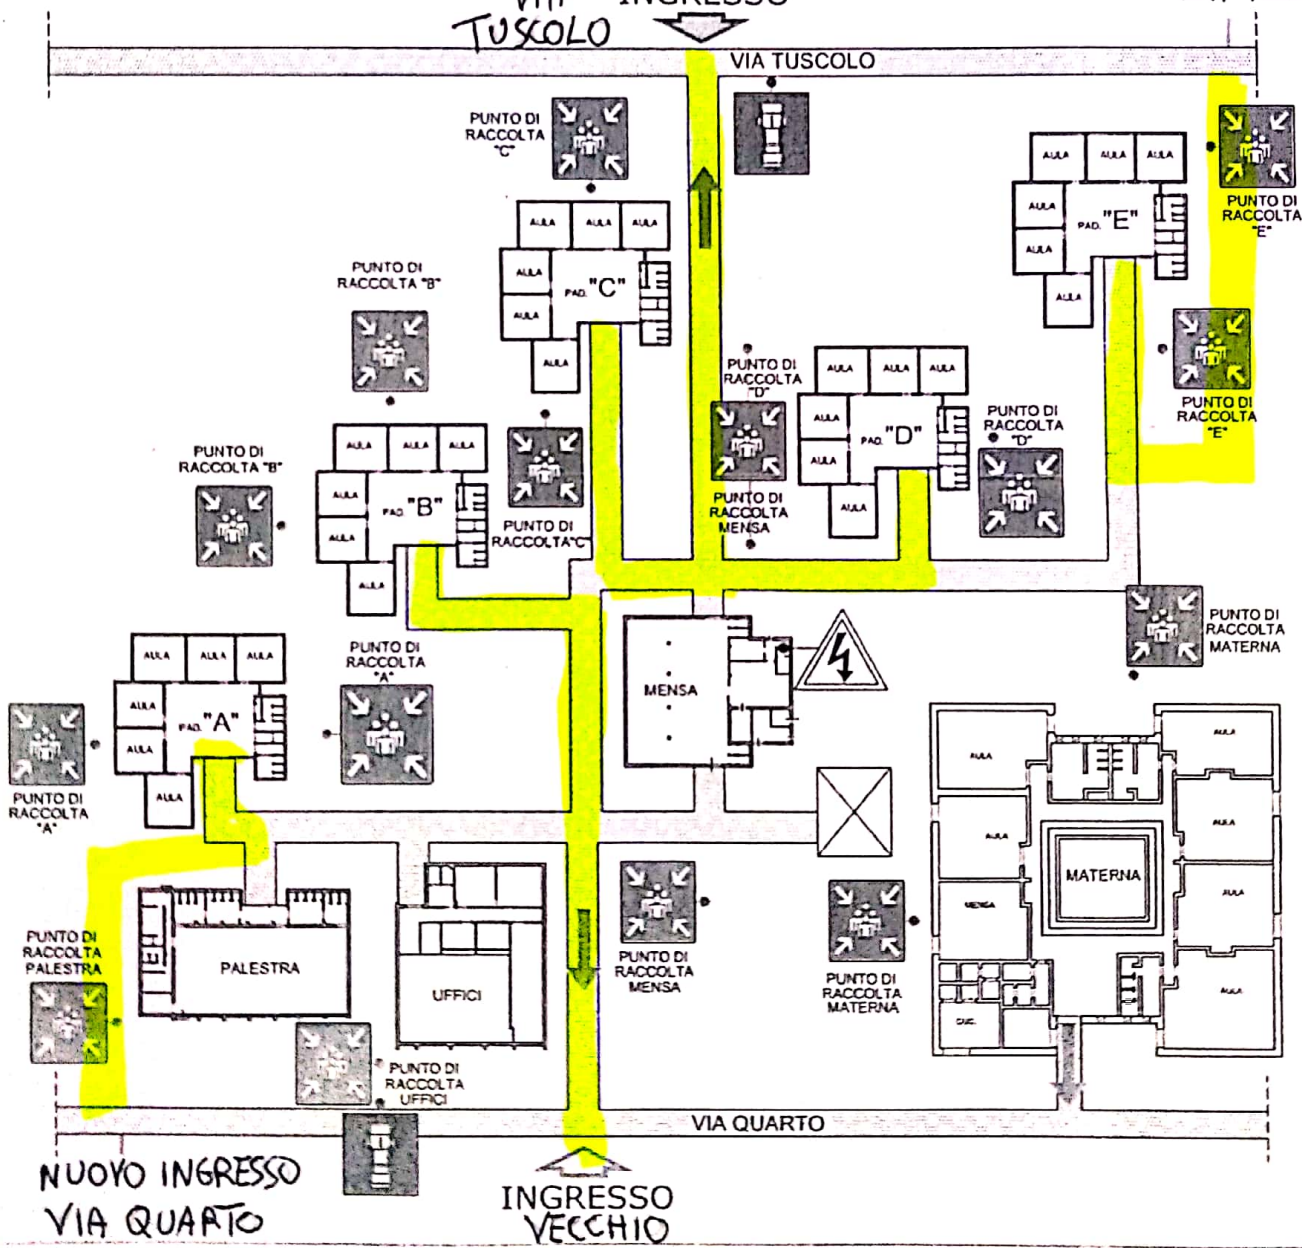 INGRESSO
TUSCOLO
VIA TUSCOLO
PUNTO DI
RACCOLTA
"C"
PUNTO DI
RACCOLTA
"E"
AULA
AULA
AULA
AULA
AULA
PAD. "E"
AULA
AULA
AULA
AULA
AULA
AULA
PAD. "C"
AULA
AULA
PUNTO DI
RACCOLTA "B"
PUNTO DI
RACCOLTA
"D"
PUNTO DI
RACCOLTA
MENSA
AULA
AULA
AULA
AULA
AULA
PAD. "D"
AULA
PUNTO DI
RACCOLTA
"D"
PUNTO DI
RACCOLTA
"E"
PUNTO DI
RACCOLTA "B"
AULA
AULA
AULA
AULA
PAD. "B"
AULA
AULA
PUNTO DI
RACCOLTA "C"
PUNTO DI
RACCOLTA
MATERNA
AULA
AULA
AULA
AULA
PAD. "A"
AULA
AULA
PUNTO DI
RACCOLTA
"A"
PUNTO DI
RACCOLTA
"A"
MENSA
AULA
AULA
AULA
AULA
MATERNA
MENSA
AULA
AULA
CUC.
PUNTO DI
RACCOLTA
PALESTRA
PALESTRA
UFFICI
PUNTO DI
RACCOLTA
MENSA
PUNTO DI
RACCOLTA
MATERNA
PUNTO DI
RACCOLTA
UFFICI
VIA QUARTO
NUOVO INGRESSO
VIA QUARTO
INGRESSO
VECCHIO